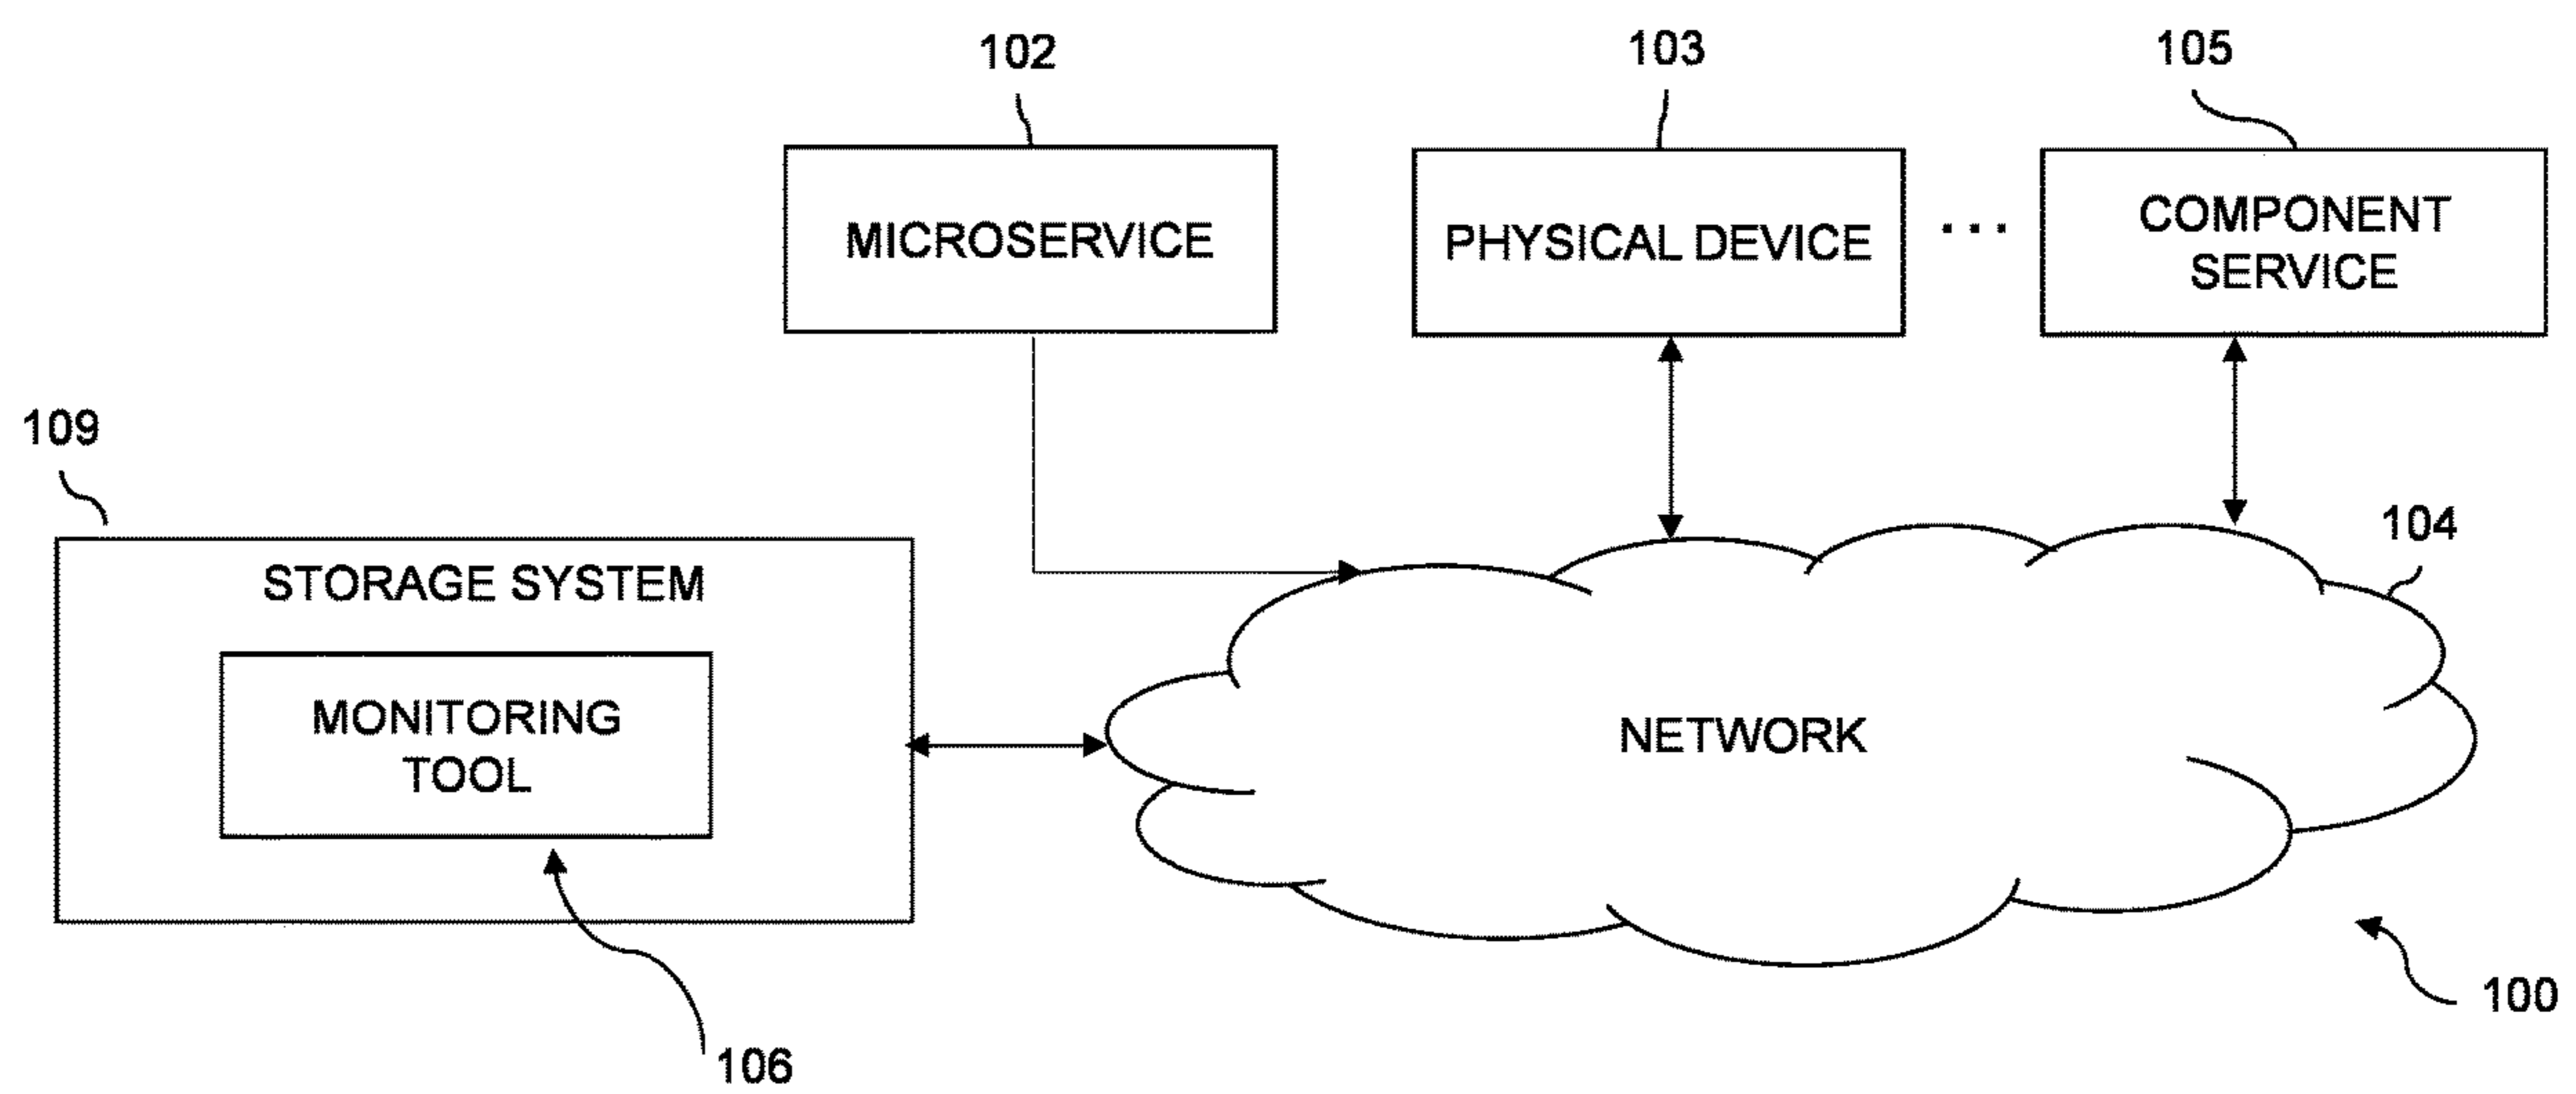 102
103
105
MICROSERVICE
PHYSICAL DEVICE
...
COMPONENT
SERVICE
109
104
STORAGE SYSTEM
MONITORING
TOOL
NETWORK
100
106